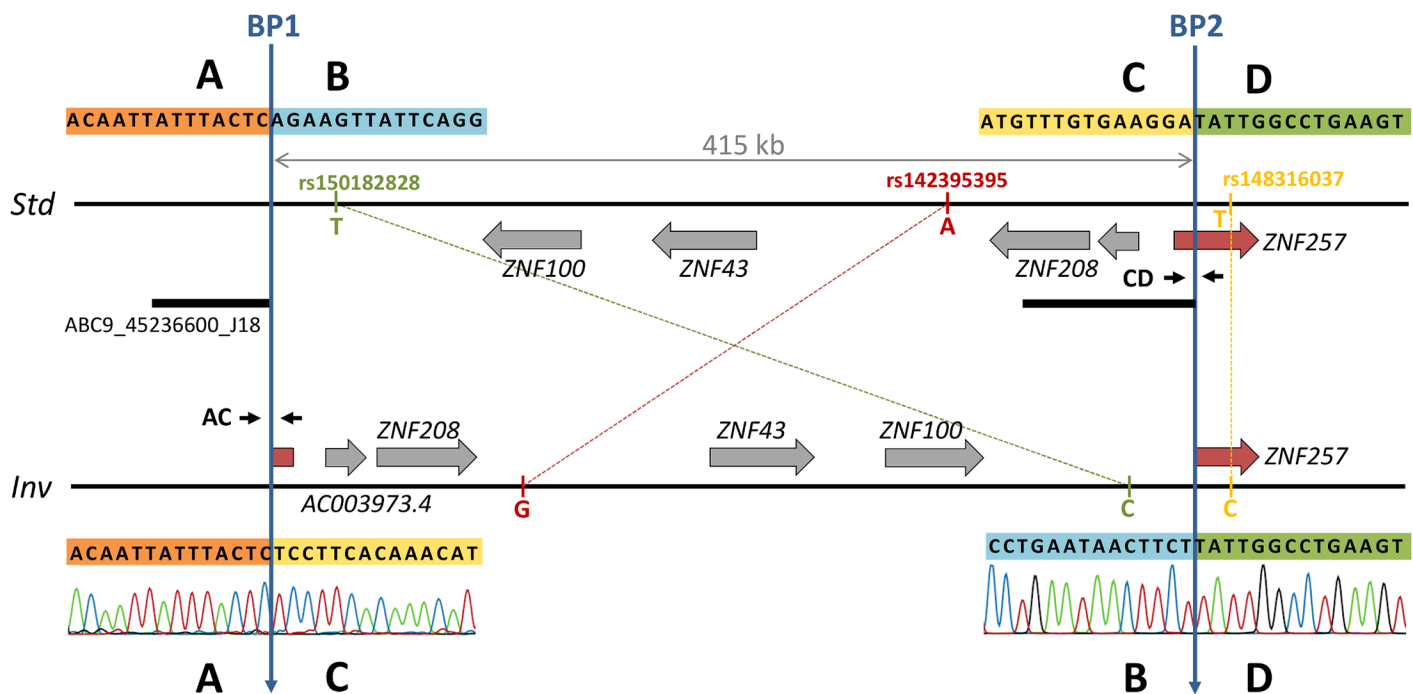 BP1 BP2
A B C D
ACAATTATTTACTCAGAAGTTATTCAGG ATGTTTGTGAAGGATATTGGCCTGAAGT
415 kb
rs150182828 rs142395395 rs148316037
Std
T A T
ZNF100 ZNF43 ZNF208 ZNF257
CD
ABC9_45236600_J18
AC
ZNF208 ZNF43 ZNF100 ZNF257
AC003973.4
Inv
G C C
ACAATTATTTACTCTCCTTCACAAACAT CCTGAATAACTTCTTATTGGCCTGAAGT
A C B D